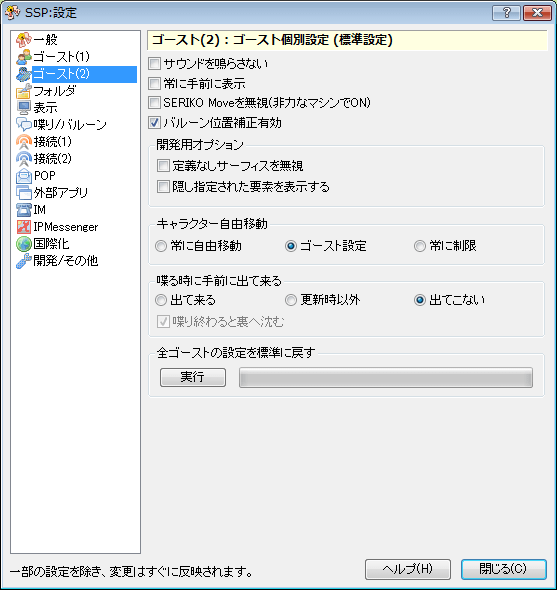 SSP:設定
一般
ゴースト(1)
ゴースト(2)
フォルダ
表示
喋り/バルーン
接続(1)
接続(2)
POP
外部アプリ
IM
IPMessenger
国際化
開発/その他
ゴースト(2) : ゴースト個別設定 (標準設定)
サウンドを鳴らさない
常に手前に表示
SERIKO Moveを無視(非力なマシンでON)
バルーン位置補正有効
開発用オプション
定義なしサーフィスを無視
隠し指定された要素を表示する
キャラクター自由移動
常に自由移動 ゴースト設定 常に制限
喋る時に手前に出て来る
出て来る 更新時以外 出てこない
喋り終わると裏へ沈む
全ゴーストの設定を標準に戻す
実行
一部の設定を除き、変更はすぐに反映されます。 ヘルプ(H) 閉じる(C)